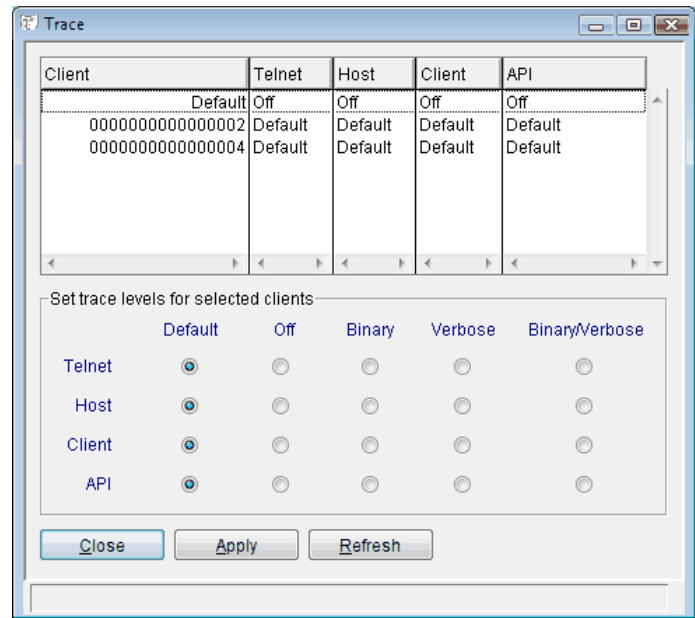 Trace
Client Telnet Host Client API
Default Off Off Off Off
0000000000000002 Default Default Default Default
0000000000000004 Default Default Default Default
Set trace levels for selected clients
Default Off Binary Verbose Binary/Verbose
Telnet
Host
Client
API
Close Apply Refresh